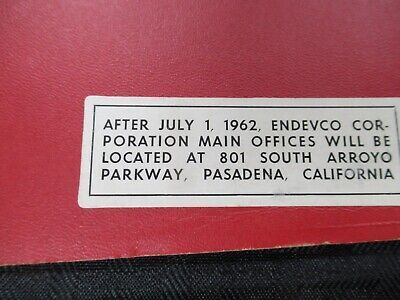 AFTER JULY 1, 1962, ENDEVCO COR-
PORATION MAIN OFFICES WILL BE
LOCATED AT 801 SOUTH ARROYO
PARKWAY, PASADENA, CALIFORNIA